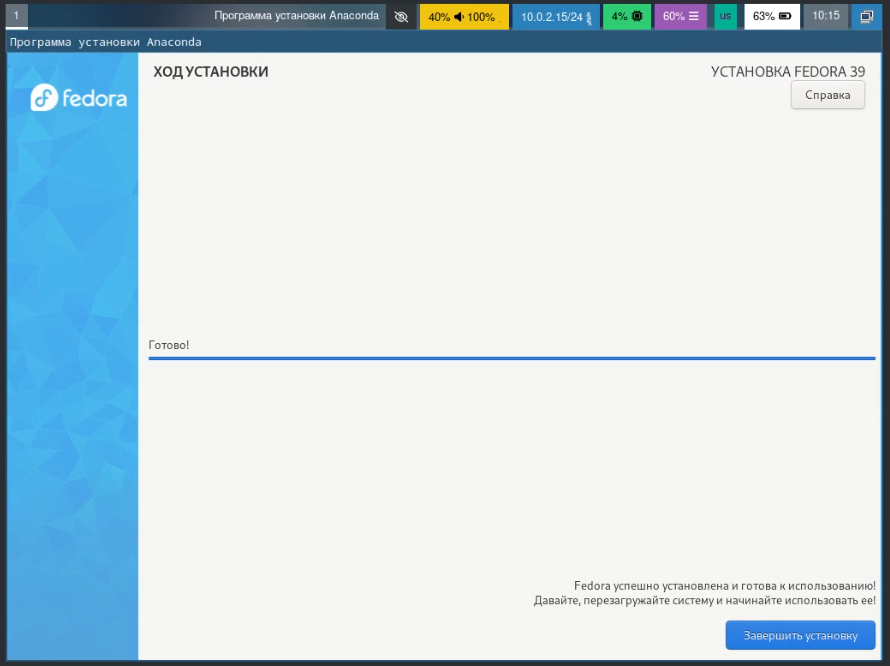 1 Программа установки Anaconda 40% 100% 10.0.2.15/24 4% 60% us 63% 10:15
Программа установки Anaconda
fedora
ХОД УСТАНОВКИ
УСТАНОВКА FEDORA 39
Справка
Готово!
Fedora успешно установлена и готова к использованию!
Давайте, перезагружайте систему и начинайте использовать ее!
Завершить установку